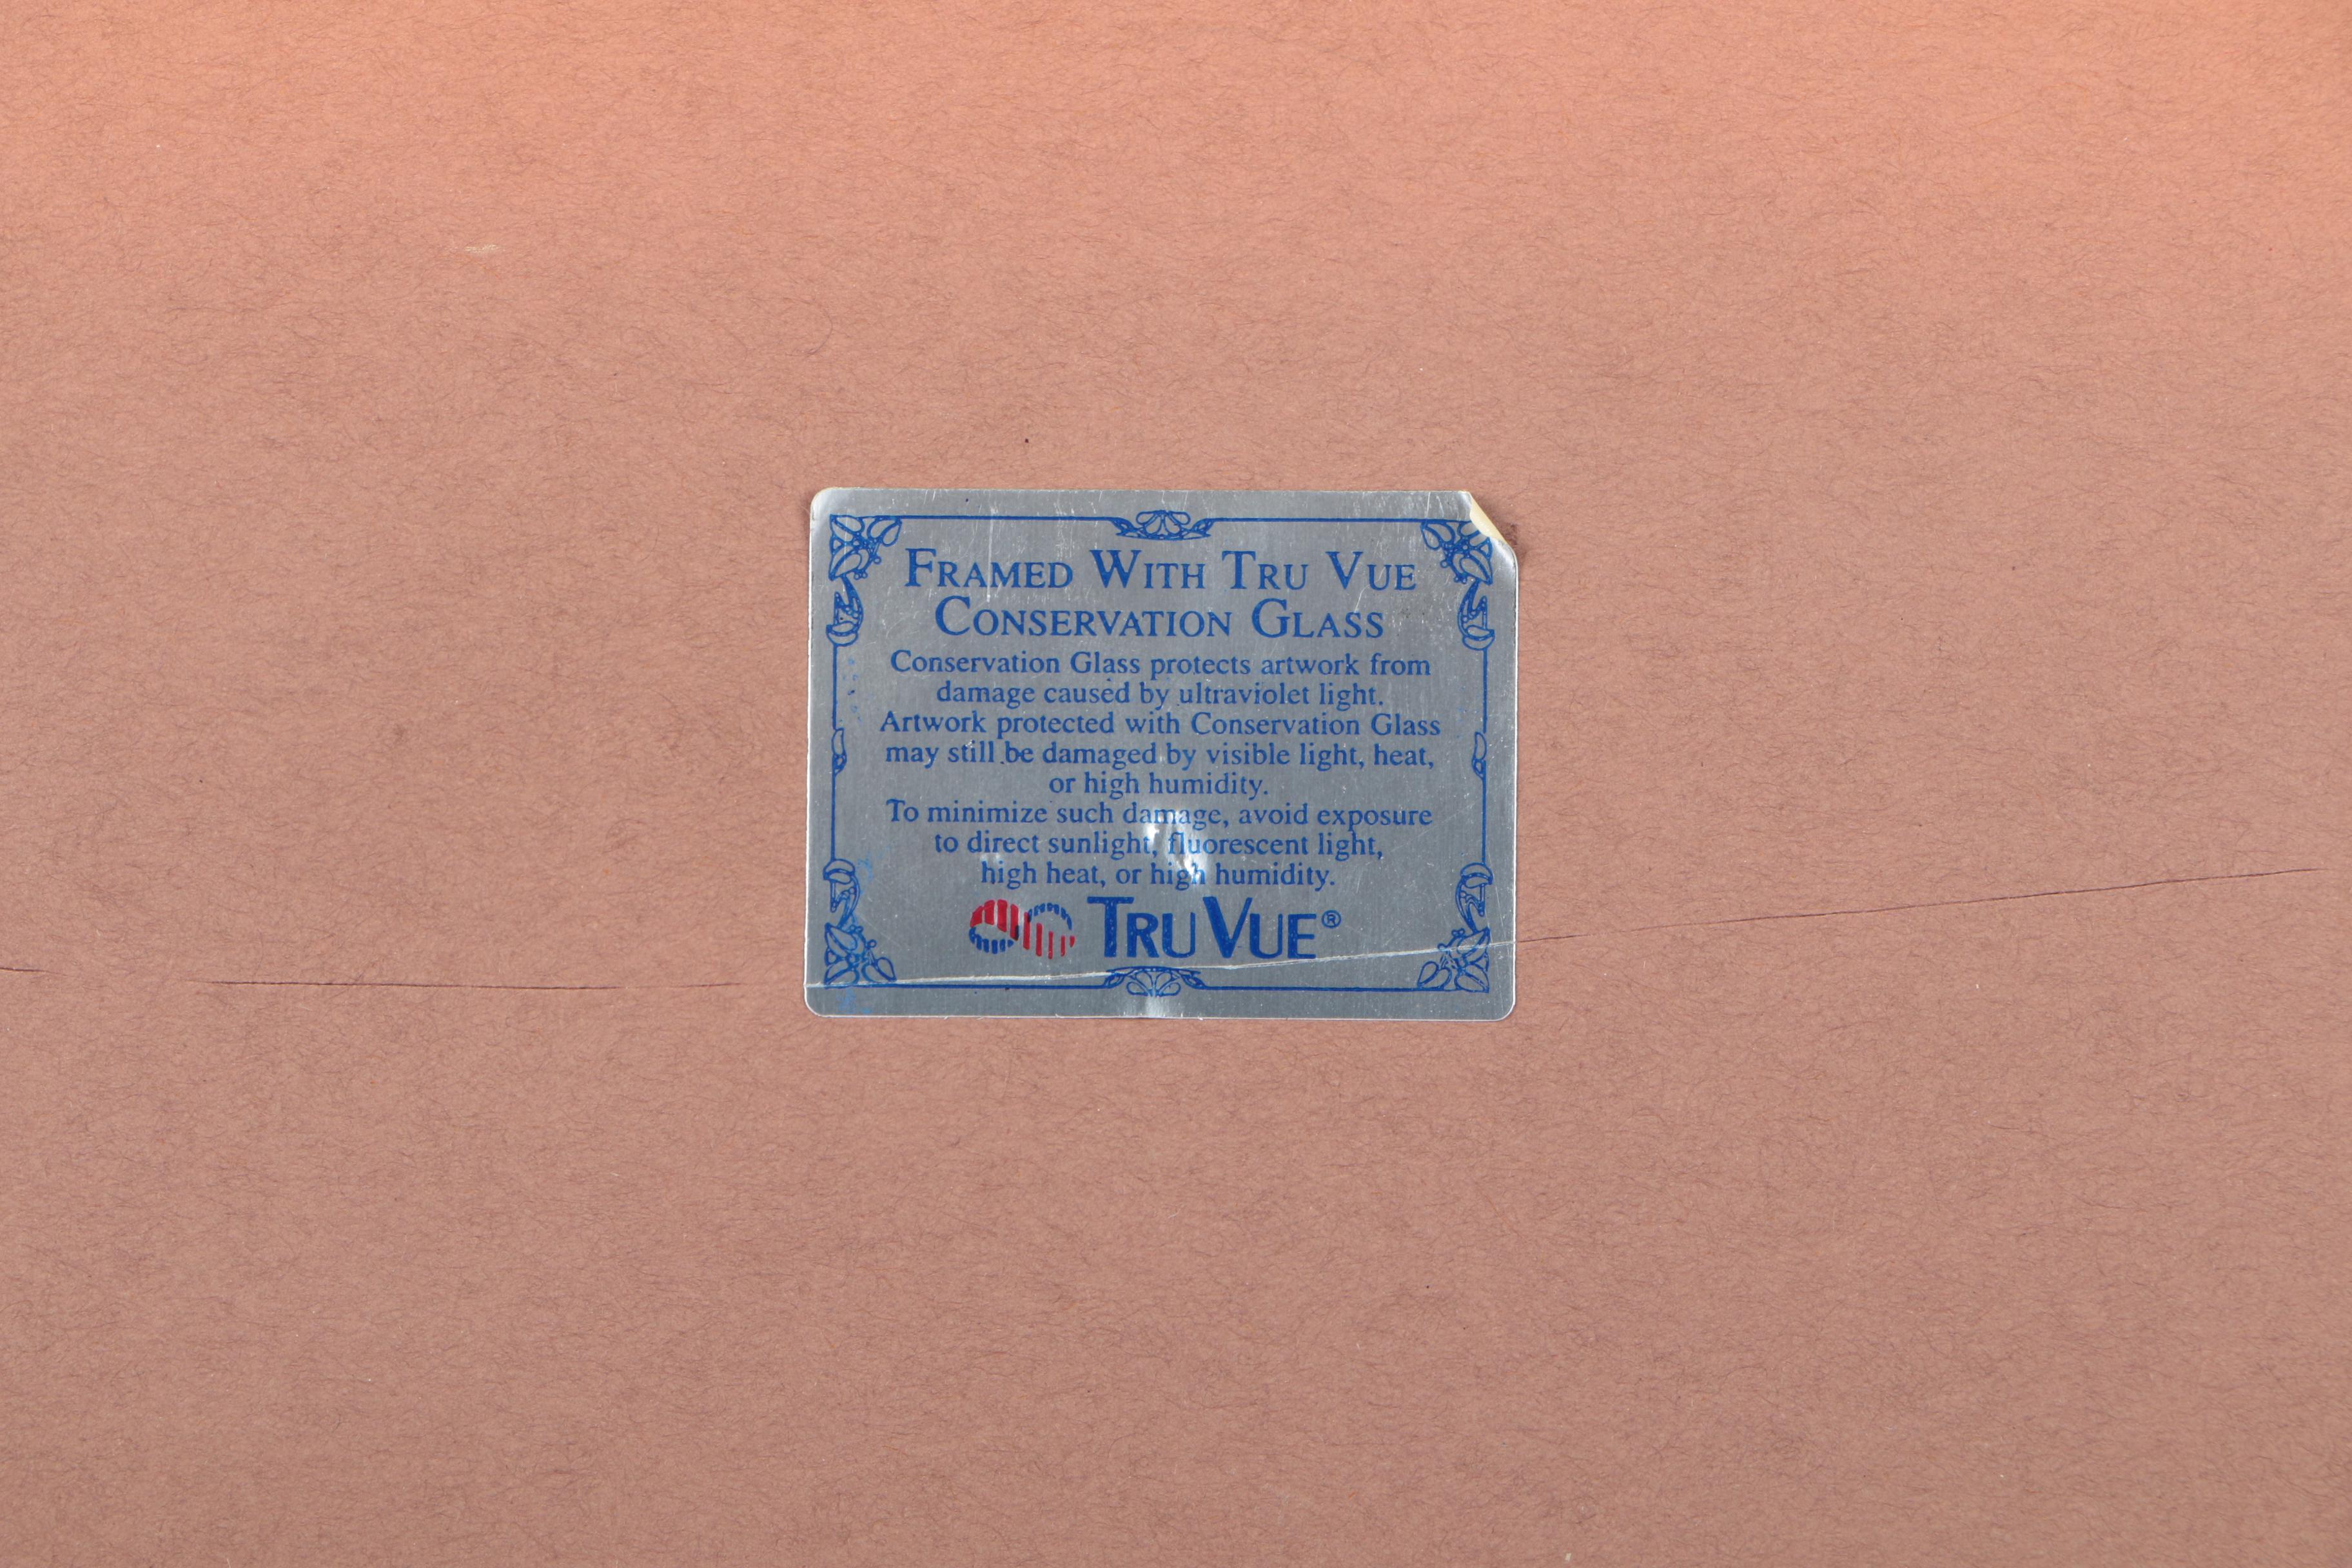 FRAMED WITH TRU VUE
CONSERVATION GLASS
Conservation Glass protects artwork from
damage caused by ultraviolet light.
Artwork protected with Conservation Glass
may still be damaged by visible light, heat,
or high humidity.
To minimize such damage, avoid exposure
to direct sunlight, fluorescent light,
high heat, or high humidity.
TRU VUE®